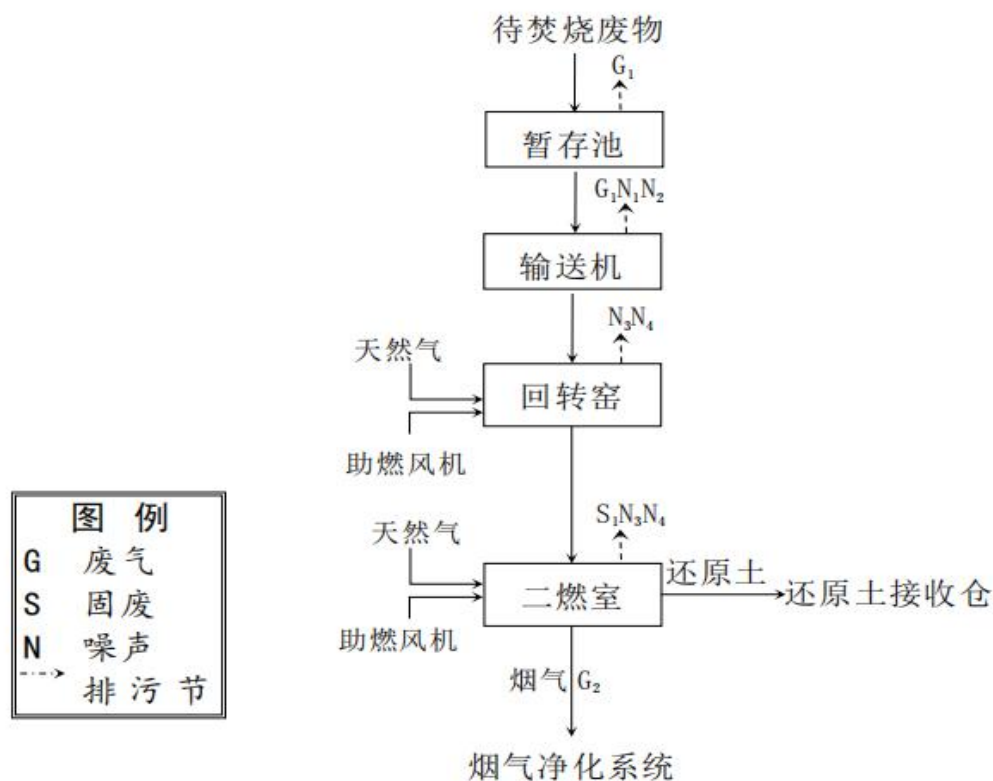 待焚烧废物
G₁
暂存池
G₁N₁N₂
输送机
N₃N₄
天然气
回转窑
助燃风机
S₁N₃N₄
天然气
二燃室
还原土
还原土接收仓
助燃风机
烟气 G₂
烟气净化系统
图 例
G 废气
S 固废
N 噪声
排污节